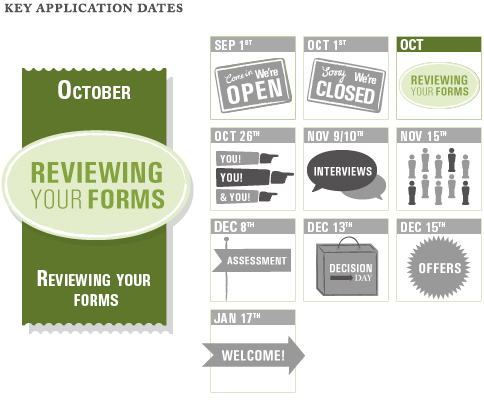 KEY APPLICATION DATES
OCTOBER
REVIEWING
YOUR FORMS
REVIEWING YOUR
FORMS
SEP 1ST
Come in We're
OPEN
OCT 1ST
Sorry We're
CLOSED
OCT
REVIEWING
YOUR FORMS
OCT 26TH
YOU!
YOU!
& YOU!
NOV 9/10TH
INTERVIEWS
NOV 15TH
DEC 8TH
ASSESSMENT
DEC 13TH
DECISION
DAY
DEC 15TH
OFFERS
JAN 17TH
WELCOME!